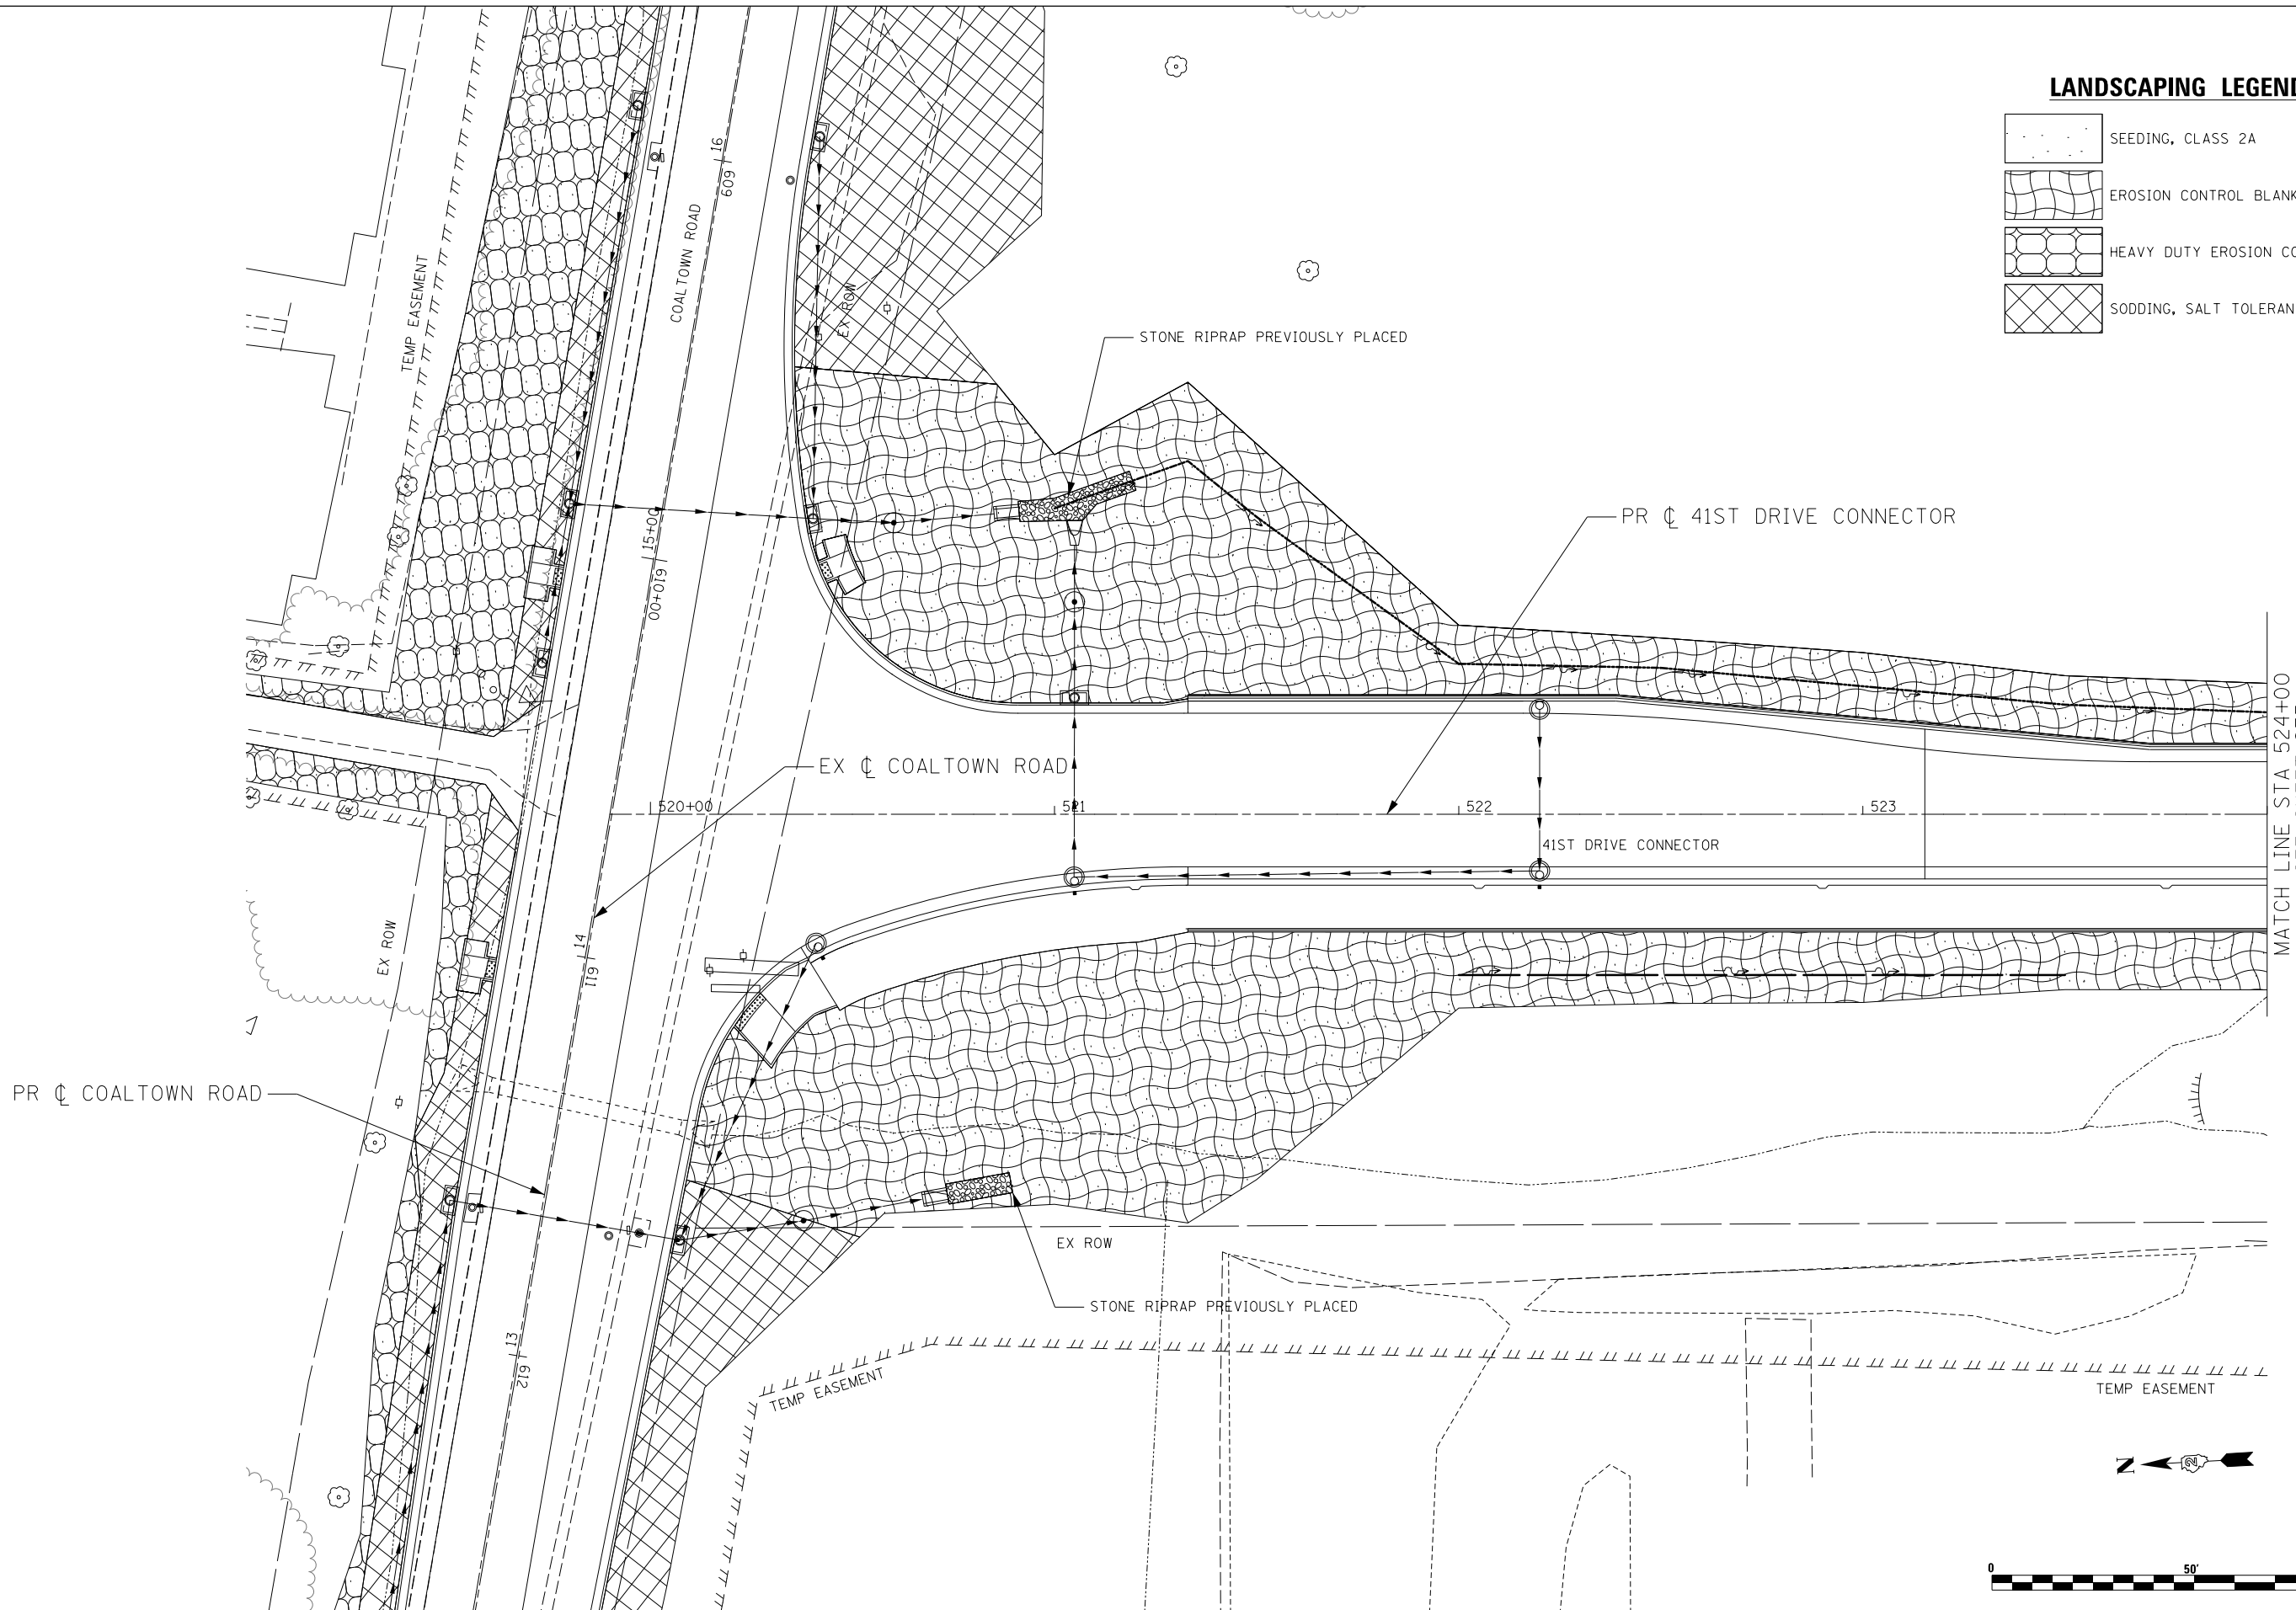 LANDSCAPING LEGEND
SEEDING, CLASS 2A
EROSION CONTROL BLANK
HEAVY DUTY EROSION CO
SODDING, SALT TOLERAN
TEMP EASEMENT
COALTOWN ROAD
16
609
EX ROW
STONE RIPRAP PREVIOUSLY PLACED
PR ℄ 41ST DRIVE CONNECTOR
15+00
610+00
EX ℄ COALTOWN ROAD
520+00
521
522
523
41ST DRIVE CONNECTOR
MATCH LINE STA 524+00
14
611
EX ROW
PR ℄ COALTOWN ROAD
EX ROW
STONE RIPRAP PREVIOUSLY PLACED
13
612
TEMP EASEMENT
TEMP EASEMENT
N
0
50'